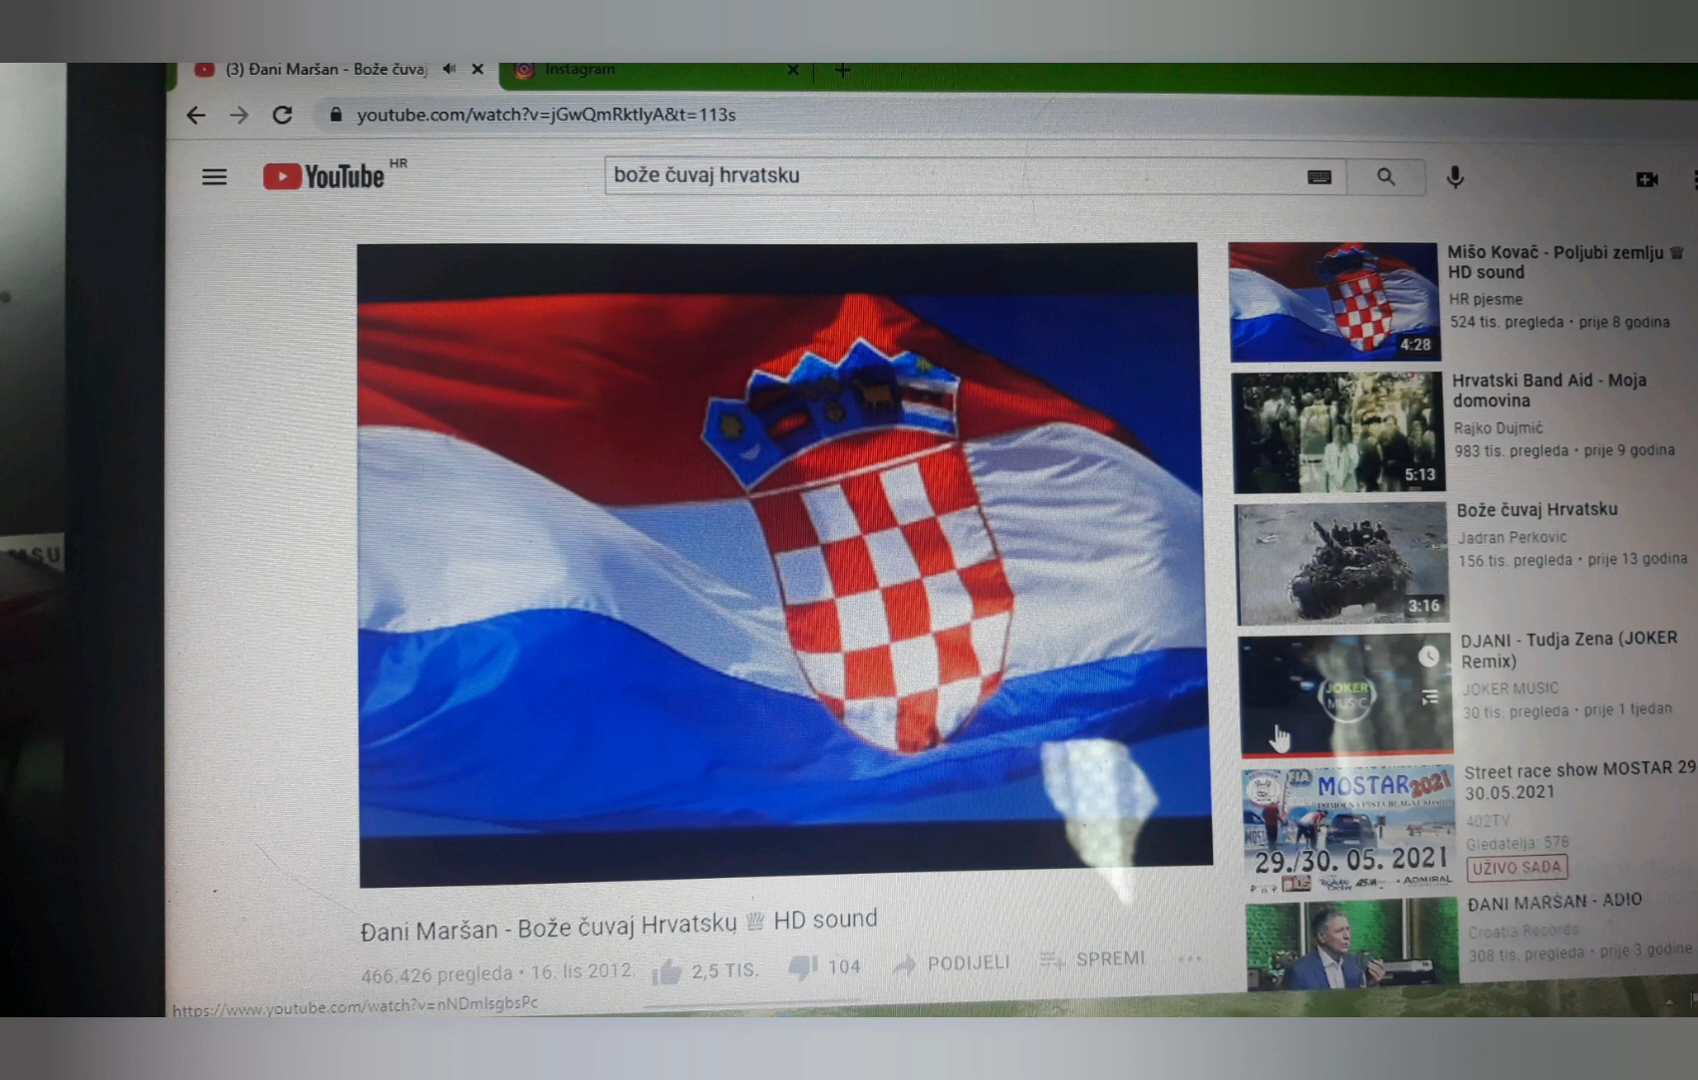 (3) Đani Maršan - Bože čuvaj
Instagram
youtube.com/watch?v=jGwQmRktlyA&t=113s
YouTube HR
bože čuvaj hrvatsku
Đani Maršan - Bože čuvaj Hrvatsku ♕ HD sound
466.426 pregleda • 16. lis 2012.
2,5 TIS.
104
PODIJELI
SPREMI
https://www.youtube.com/watch?v=nNDmIsgbsPc
Mišo Kovač - Poljubi zemlju ♕
HD sound
HR pjesme
524 tis. pregleda • prije 8 godina
4:28
Hrvatski Band Aid - Moja
domovina
Rajko Dujmić
983 tis. pregleda • prije 9 godina
5:13
Bože čuvaj Hrvatsku
Jadran Perkovic
156 tis. pregleda • prije 13 godina
3:16
DJANI - Tudja Zena (JOKER
Remix)
JOKER MUSIC
30 tis. pregleda • prije 1 tjedan
JOKER
MUSIC
Street race show MOSTAR 29
30.05.2021
402TV
Gledatelja: 578
UŽIVO SADA
FIA
MOSTAR 2021
29./30. 05. 2021
ADMIRAL
ĐANI MARŠAN - ADIO
Croatia Records
308 tis. pregleda • prije 3 godine